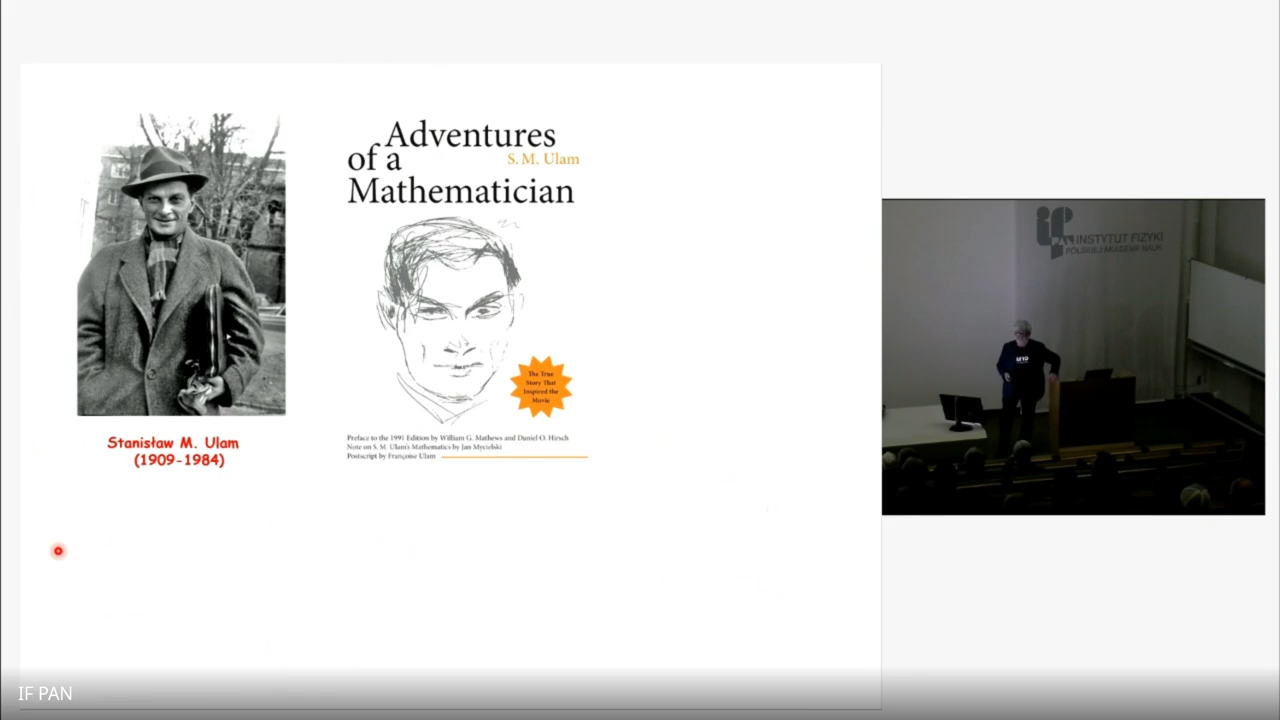 Adventures
of a
S. M. Ulam
Mathematician
The True
Story That
Inspired the
Movie
Preface to the 1991 Edition by William G. Mathews and Daniel O. Hirsch
Note on S. M. Ulam's Mathematics by Jan Mycielski
Postscript by Françoise Ulam
Stanisław M. Ulam
(1909-1984)
INSTYTUT FIZYKI
POLSKIEJ AKADEMII NAUK
IF PAN